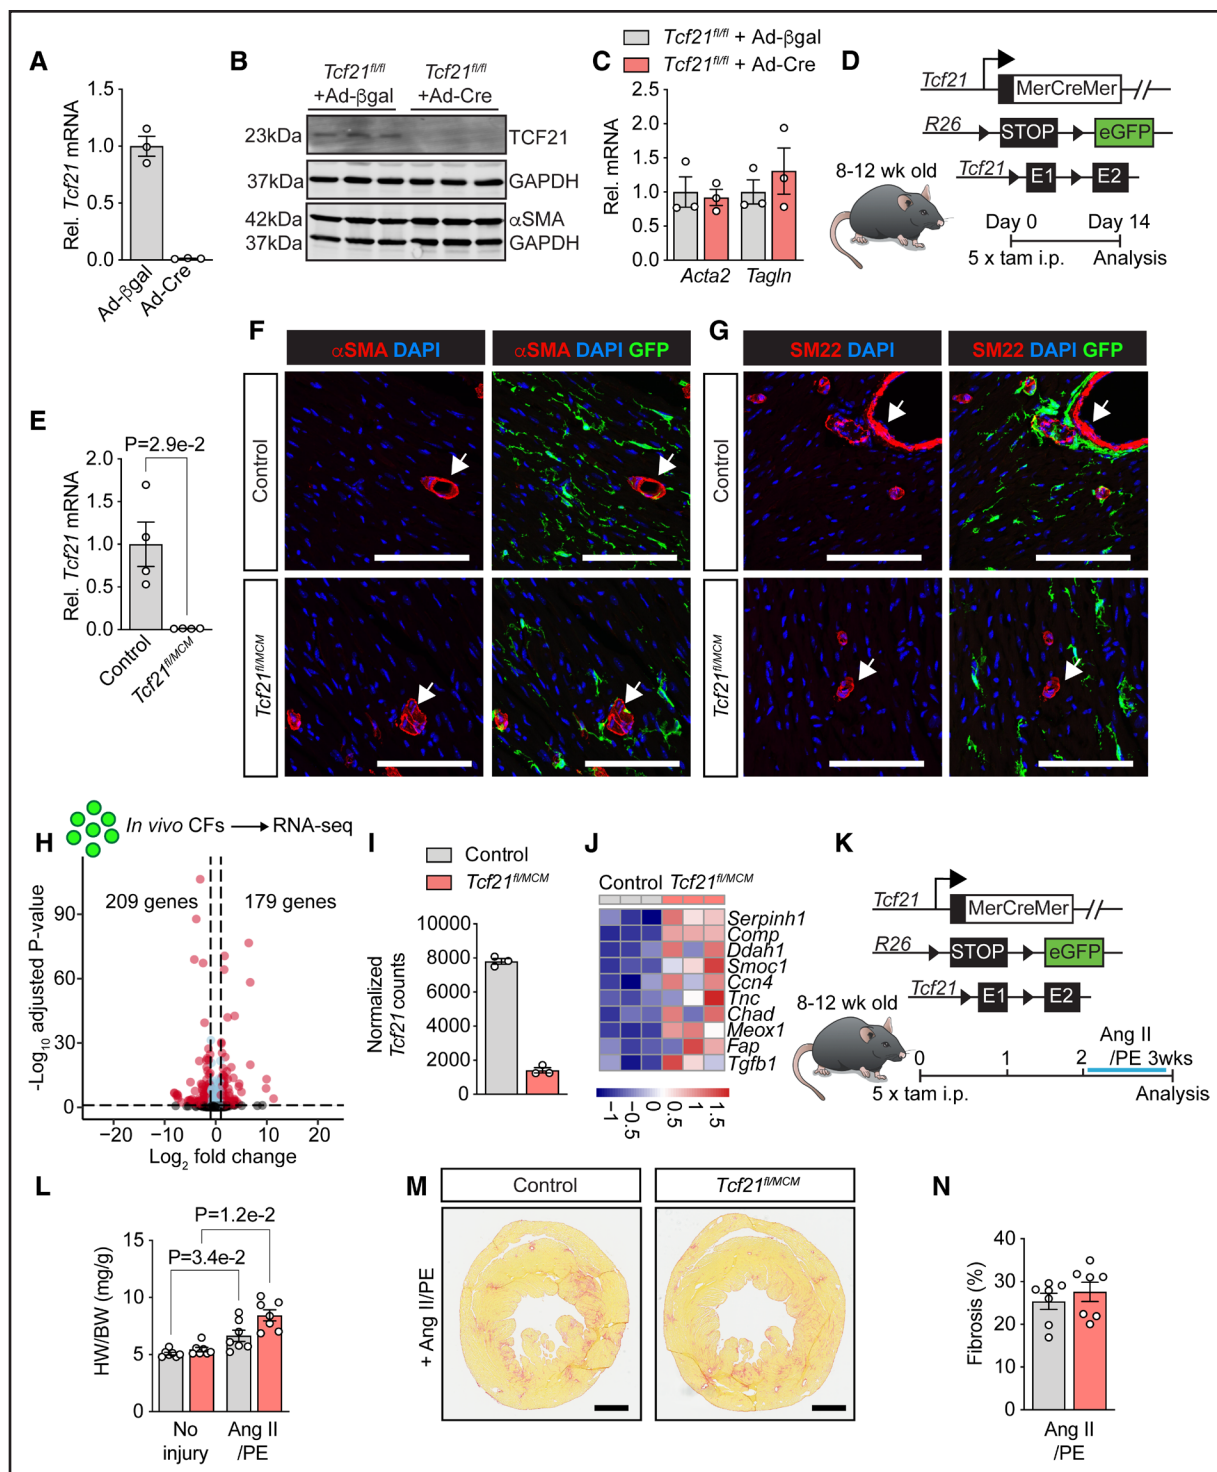 A
Rel. Tcf21 mRNA
1.5
1.0
0.5
0.0
Ad-βgal
Ad-Cre
B
Tcf21fl/fl
+Ad-βgal
Tcf21fl/fl
+Ad-Cre
23kDa
TCF21
37kDa
GAPDH
42kDa
αSMA
37kDa
GAPDH
Tcf21fl/fl + Ad-βgal
Tcf21fl/fl + Ad-Cre
C
Rel. mRNA
2.5
2.0
1.5
1.0
0.5
0.0
Acta2
Tagln
D
Tcf21
MerCreMer
R26
STOP
eGFP
Tcf21
E1
E2
8-12 wk old
Day 0
Day 14
5 x tam i.p.
Analysis
E
P=2.9e-2
Rel. Tcf21 mRNA
2.0
1.5
1.0
0.5
0.0
Control
Tcf21fl/MCM
F
αSMA DAPI
αSMA DAPI GFP
Control
Tcf21fl/MCM
G
SM22 DAPI
SM22 DAPI GFP
Control
Tcf21fl/MCM
H
In vivo CFs
RNA-seq
209 genes
179 genes
-Log10 adjusted P-value
90
60
30
0
−20
−10
0
10
20
Log2 fold change
I
Control
Tcf21fl/MCM
Normalized
Tcf21 counts
10000
8000
6000
4000
2000
0
J
Control
Tcf21fl/MCM
Serpinh1
Comp
Ddah1
Smoc1
Ccn4
Tnc
Chad
Meox1
Fap
Tgfb1
−1
−0.5
0
0.5
1
1.5
K
Tcf21
MerCreMer
R26
STOP
eGFP
Tcf21
E1
E2
8-12 wk old
Ang II
/PE 3wks
0
1
2
5 x tam i.p.
Analysis
L
P=1.2e-2
P=3.4e-2
HW/BW (mg/g)
15
10
5
0
No
injury
Ang II
/PE
M
Control
Tcf21fl/MCM
+ Ang II/PE
N
Fibrosis (%)
40
30
20
10
0
Ang II
/PE